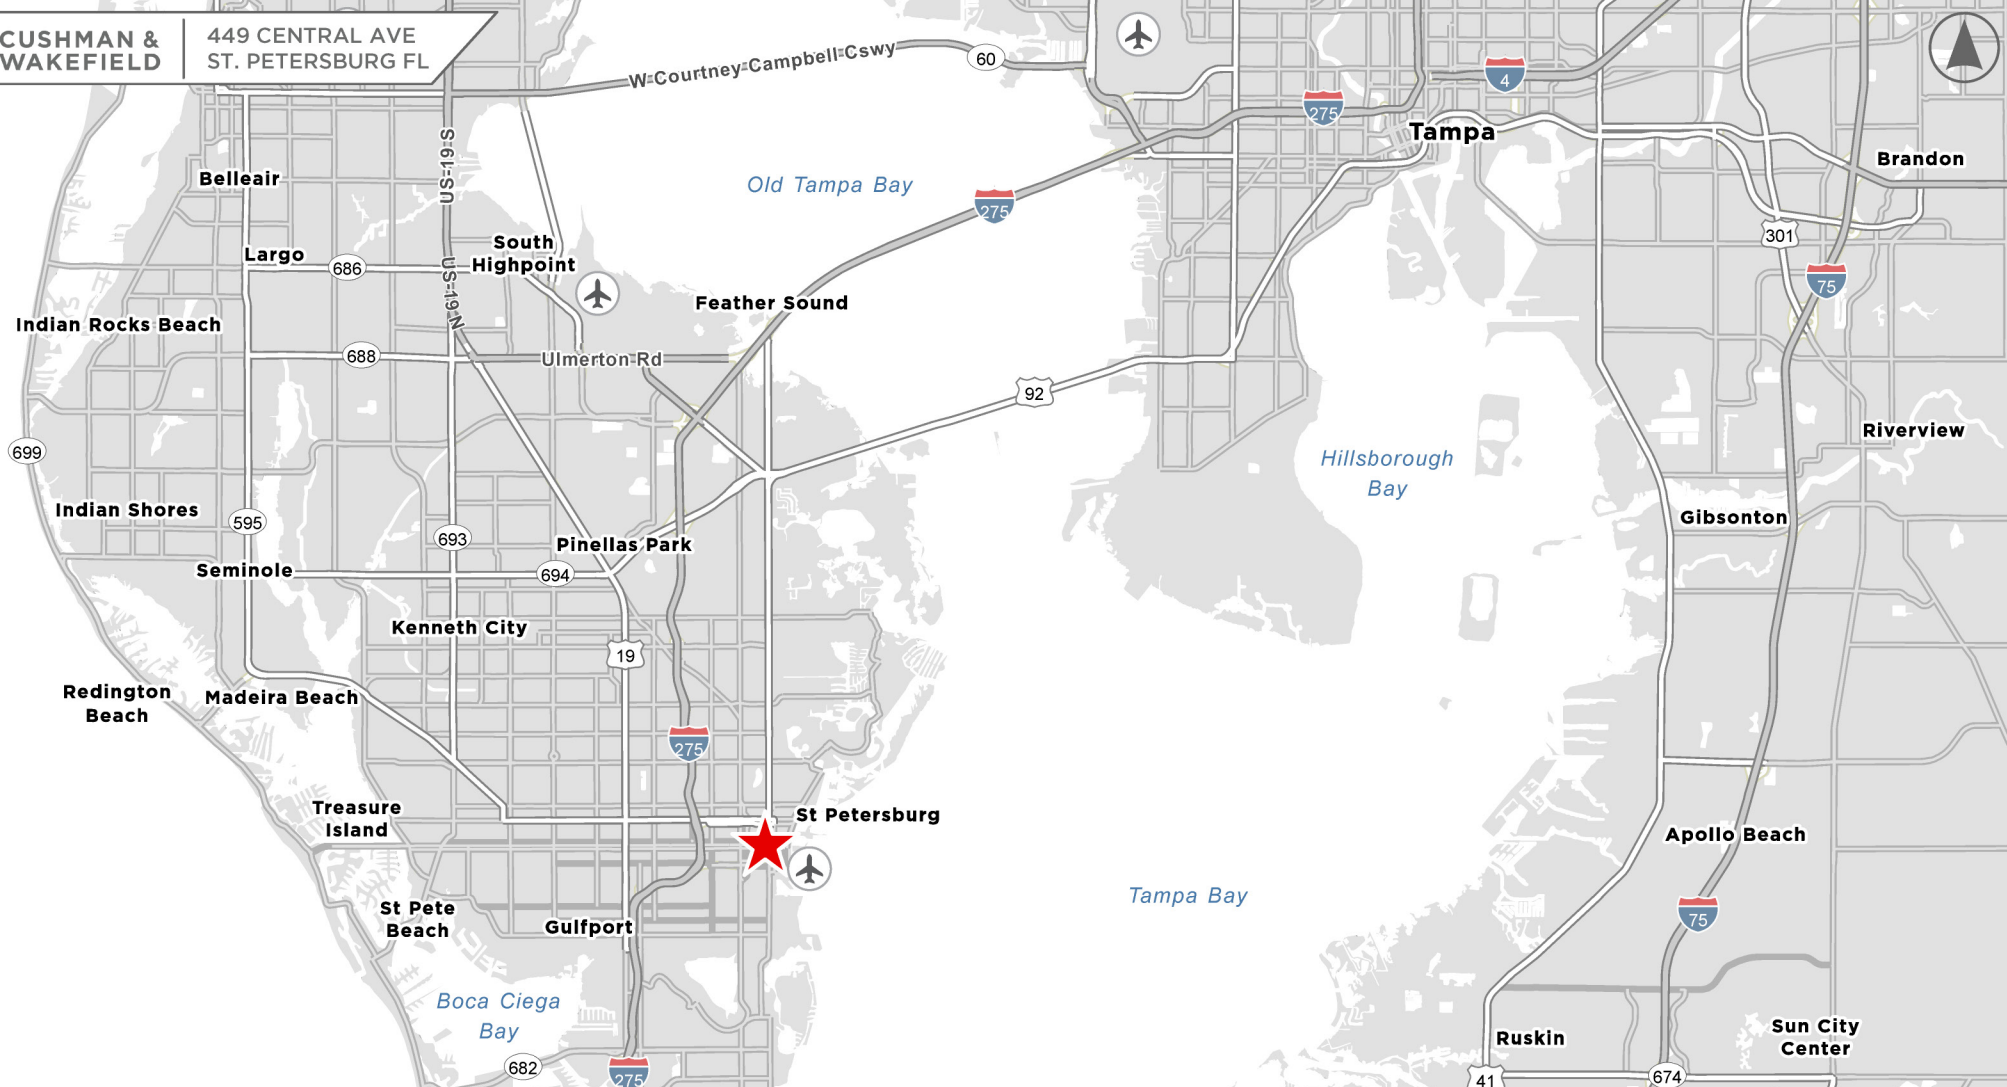 CUSHMAN &
WAKEFIELD
449 CENTRAL AVE
ST. PETERSBURG FL
W Courtney Campbell Cswy
60
4
275
Tampa
Brandon
US-19 S
Belleair
Old Tampa Bay
275
301
South
Highpoint
Largo
686
75
US-19 N
Feather Sound
Indian Rocks Beach
688
Ulmerton Rd
92
Riverview
699
Hillsborough
Bay
Indian Shores
595
Gibsonton
693
Pinellas Park
Seminole
694
Kenneth City
19
Redington
Beach
Madeira Beach
275
Treasure
Island
St Petersburg
Apollo Beach
Tampa Bay
St Pete
Beach
75
Gulfport
Boca Ciega
Bay
Ruskin
Sun City
Center
682
275
41
674